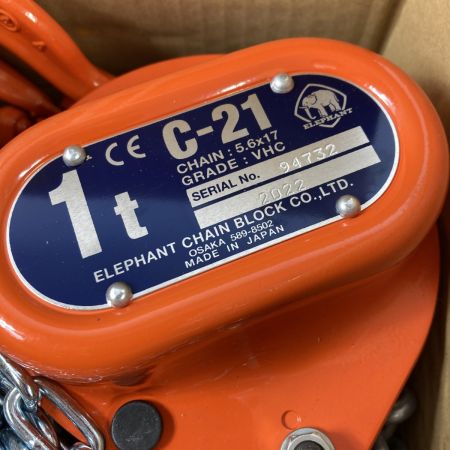 CE
C-21
ELEPHANT
1t
CHAIN : 5.6x17
GRADE : VHC
SERIAL No. 94732
2022
ELEPHANT CHAIN BLOCK CO.,LTD.
OSAKA 589-8502
MADE IN JAPAN